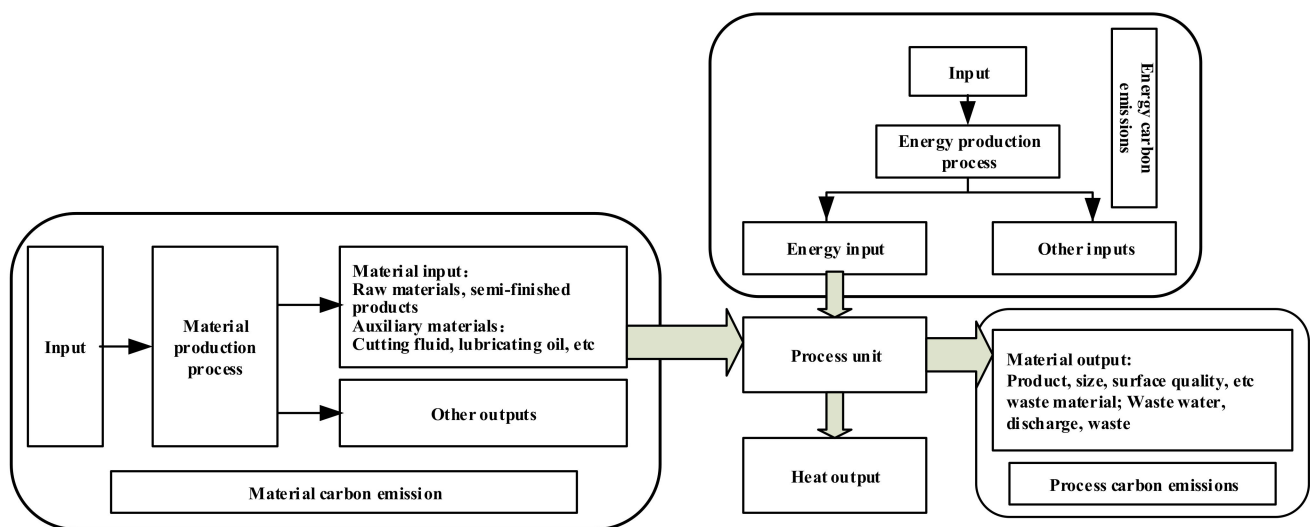 Input
Energy production
process
Energy carbon
emissions
Energy input
Other inputs
Input
Material
production
process
Material input：
Raw materials, semi-finished
products
Auxiliary materials：
Cutting fluid, lubricating oil, etc
Other outputs
Material carbon emission
Process unit
Heat output
Material output:
Product, size, surface quality, etc
waste material; Waste water,
discharge, waste
Process carbon emissions